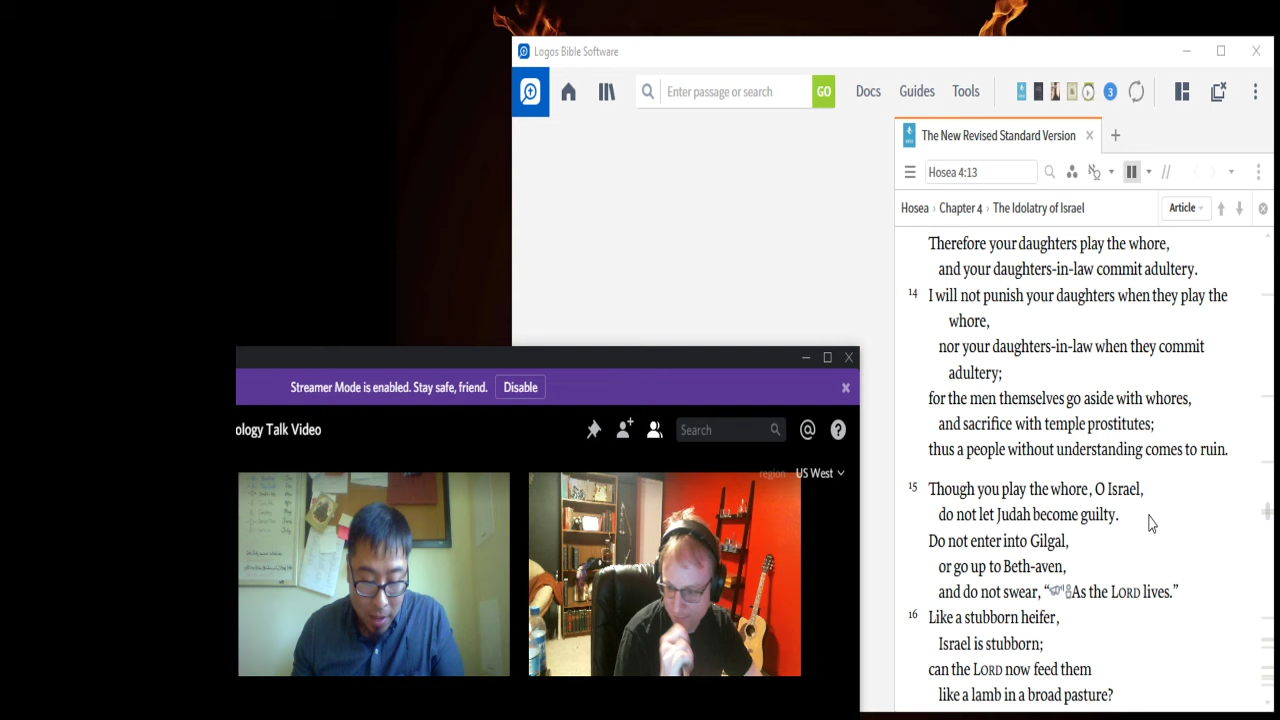 Logos Bible Software
Enter passage or search
GO
Docs
Guides
Tools
3
The New Revised Standard Version
Hosea 4:13
Hosea › Chapter 4 › The Idolatry of Israel
Article
Therefore your daughters play the whore,
and your daughters-in-law commit adultery.
14 I will not punish your daughters when they play the
whore,
nor your daughters-in-law when they commit
adultery;
for the men themselves go aside with whores,
and sacrifice with temple prostitutes;
thus a people without understanding comes to ruin.
15 Though you play the whore, O Israel,
do not let Judah become guilty.
Do not enter into Gilgal,
or go up to Beth-aven,
and do not swear, “As the LORD lives.”
16 Like a stubborn heifer,
Israel is stubborn;
can the LORD now feed them
like a lamb in a broad pasture?
Streamer Mode is enabled. Stay safe, friend.
Disable
ology Talk Video
Search
region
US West